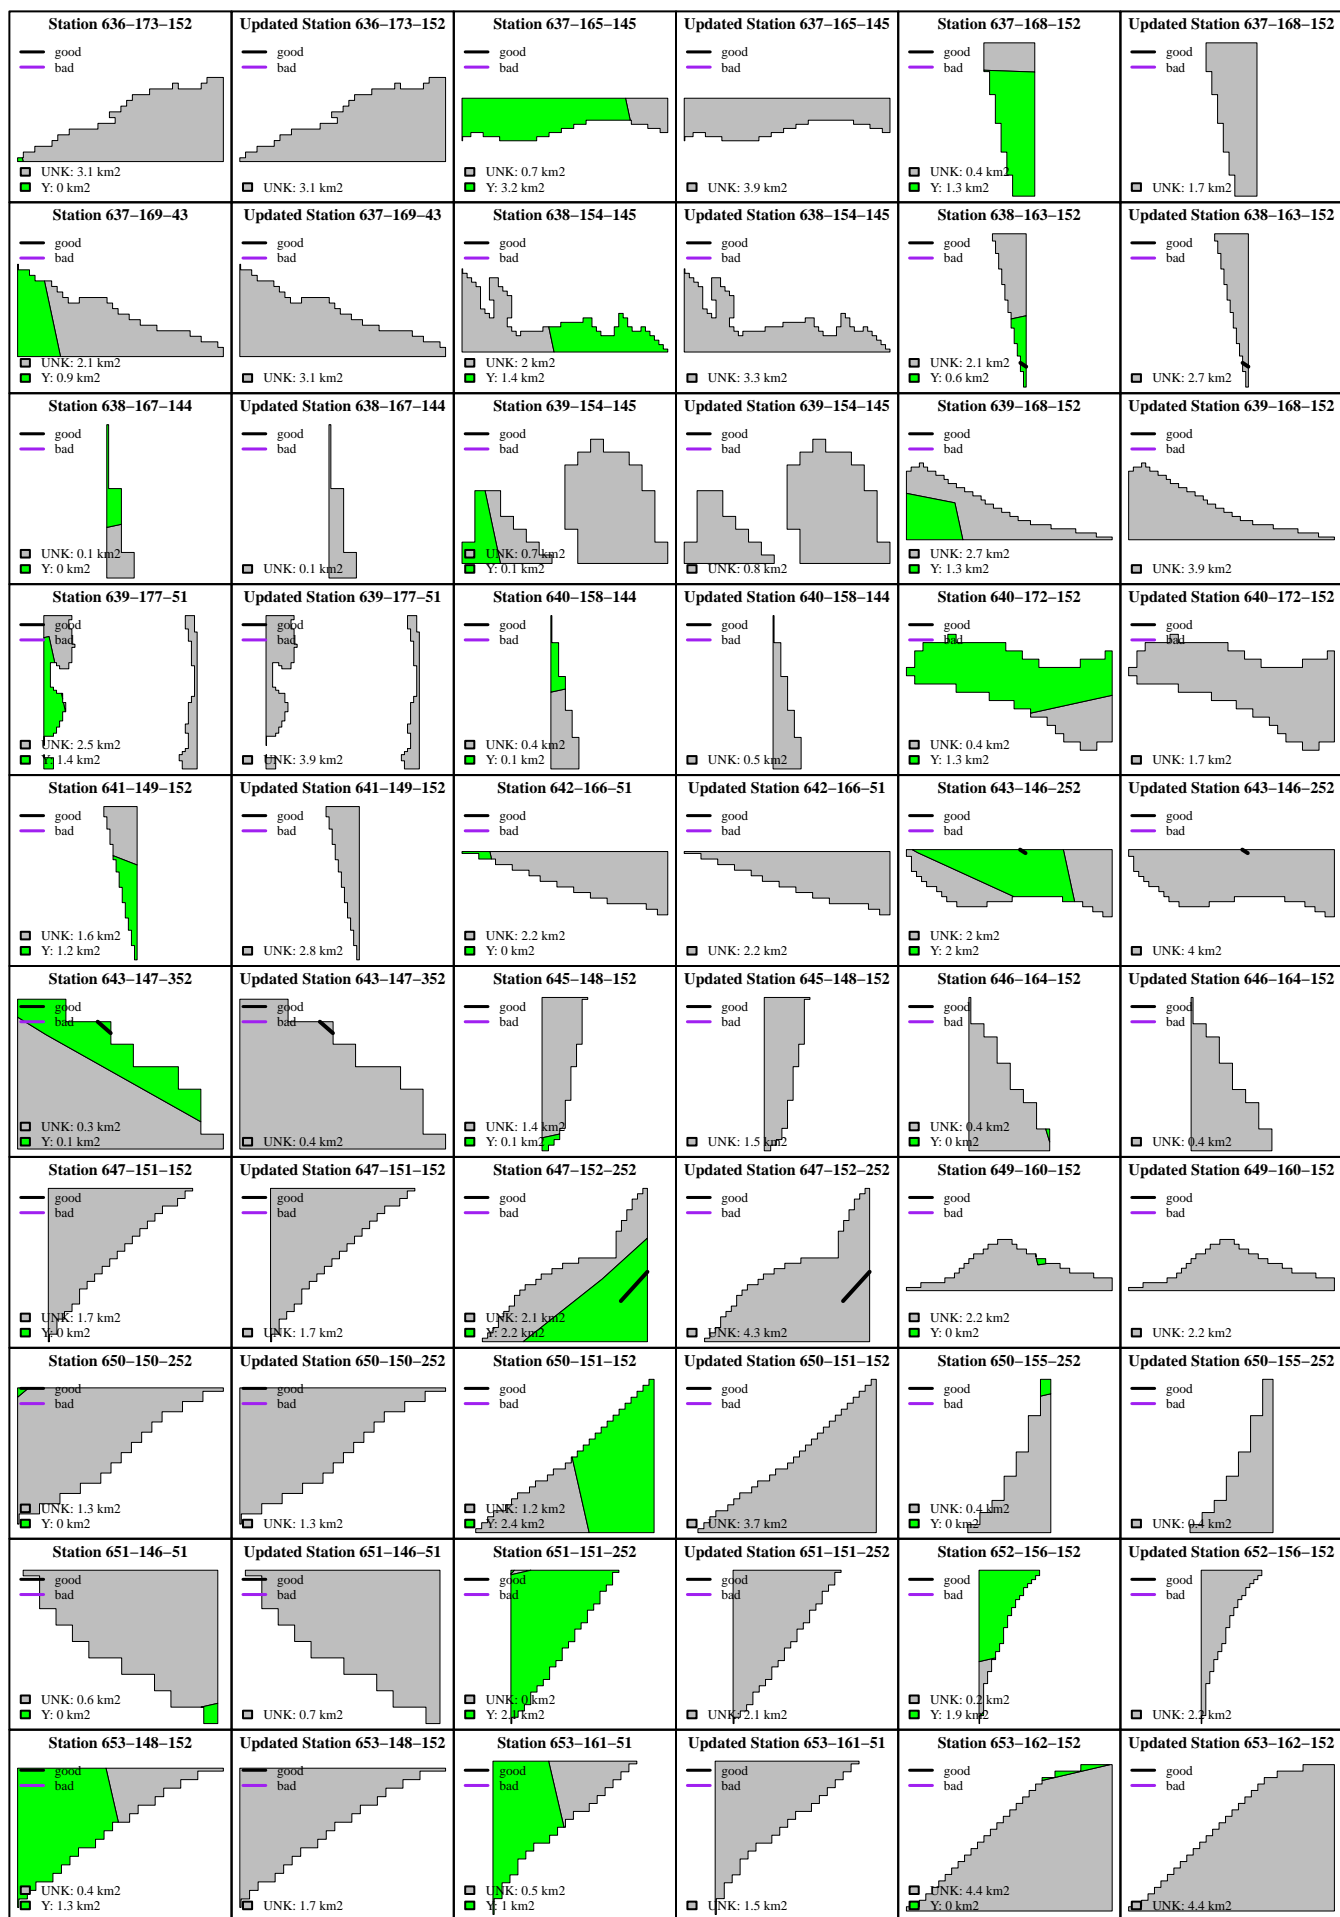 Station 636−173−152
good
bad
UNK: 3.1 km2
Y: 0 km2
Updated Station 636−173−152
good
bad
UNK: 3.1 km2
Station 637−165−145
good
bad
UNK: 0.7 km2
Y: 3.2 km2
Updated Station 637−165−145
good
bad
UNK: 3.9 km2
Station 637−168−152
good
bad
UNK: 0.4 km2
Y: 1.3 km2
Updated Station 637−168−152
good
bad
UNK: 1.7 km2
Station 637−169−43
good
bad
UNK: 2.1 km2
Y: 0.9 km2
Updated Station 637−169−43
good
bad
UNK: 3.1 km2
Station 638−154−145
good
bad
UNK: 2 km2
Y: 1.4 km2
Updated Station 638−154−145
good
bad
UNK: 3.3 km2
Station 638−163−152
good
bad
UNK: 2.1 km2
Y: 0.6 km2
Updated Station 638−163−152
good
bad
UNK: 2.7 km2
Station 638−167−144
good
bad
UNK: 0.1 km2
Y: 0 km2
Updated Station 638−167−144
good
bad
UNK: 0.1 km2
Station 639−154−145
good
bad
UNK: 0.7 km2
Y: 0.1 km2
Updated Station 639−154−145
good
bad
UNK: 0.8 km2
Station 639−168−152
good
bad
UNK: 2.7 km2
Y: 1.3 km2
Updated Station 639−168−152
good
bad
UNK: 3.9 km2
Station 639−177−51
good
bad
UNK: 2.5 km2
Y: 1.4 km2
Updated Station 639−177−51
good
bad
UNK: 3.9 km2
Station 640−158−144
good
bad
UNK: 0.4 km2
Y: 0.1 km2
Updated Station 640−158−144
good
bad
UNK: 0.5 km2
Station 640−172−152
good
bad
UNK: 0.4 km2
Y: 1.3 km2
Updated Station 640−172−152
good
bad
UNK: 1.7 km2
Station 641−149−152
good
bad
UNK: 1.6 km2
Y: 1.2 km2
Updated Station 641−149−152
good
bad
UNK: 2.8 km2
Station 642−166−51
good
bad
UNK: 2.2 km2
Y: 0 km2
Updated Station 642−166−51
good
bad
UNK: 2.2 km2
Station 643−146−252
good
bad
UNK: 2 km2
Y: 2 km2
Updated Station 643−146−252
good
bad
UNK: 4 km2
Station 643−147−352
good
bad
UNK: 0.3 km2
Y: 0.1 km2
Updated Station 643−147−352
good
bad
UNK: 0.4 km2
Station 645−148−152
good
bad
UNK: 1.4 km2
Y: 0.1 km2
Updated Station 645−148−152
good
bad
UNK: 1.5 km2
Station 646−164−152
good
bad
UNK: 0.4 km2
Y: 0 km2
Updated Station 646−164−152
good
bad
UNK: 0.4 km2
Station 647−151−152
good
bad
UNK: 1.7 km2
Y: 0 km2
Updated Station 647−151−152
good
bad
UNK: 1.7 km2
Station 647−152−252
good
bad
UNK: 2.1 km2
Y: 2.2 km2
Updated Station 647−152−252
good
bad
UNK: 4.3 km2
Station 649−160−152
good
bad
UNK: 2.2 km2
Y: 0 km2
Updated Station 649−160−152
good
bad
UNK: 2.2 km2
Station 650−150−252
good
bad
UNK: 1.3 km2
Y: 0 km2
Updated Station 650−150−252
good
bad
UNK: 1.3 km2
Station 650−151−152
good
bad
UNK: 1.2 km2
Y: 2.4 km2
Updated Station 650−151−152
good
bad
UNK: 3.7 km2
Station 650−155−252
good
bad
UNK: 0.4 km2
Y: 0 km2
Updated Station 650−155−252
good
bad
UNK: 0.4 km2
Station 651−146−51
good
bad
UNK: 0.6 km2
Y: 0 km2
Updated Station 651−146−51
good
bad
UNK: 0.7 km2
Station 651−151−252
good
bad
UNK: 0 km2
Y: 2.1 km2
Updated Station 651−151−252
good
bad
UNK: 2.1 km2
Station 652−156−152
good
bad
UNK: 0.2 km2
Y: 1.9 km2
Updated Station 652−156−152
good
bad
UNK: 2.2 km2
Station 653−148−152
good
bad
UNK: 0.4 km2
Y: 1.3 km2
Updated Station 653−148−152
good
bad
UNK: 1.7 km2
Station 653−161−51
good
bad
UNK: 0.5 km2
Y: 1 km2
Updated Station 653−161−51
good
bad
UNK: 1.5 km2
Station 653−162−152
good
bad
UNK: 4.4 km2
Y: 0 km2
Updated Station 653−162−152
good
bad
UNK: 4.4 km2